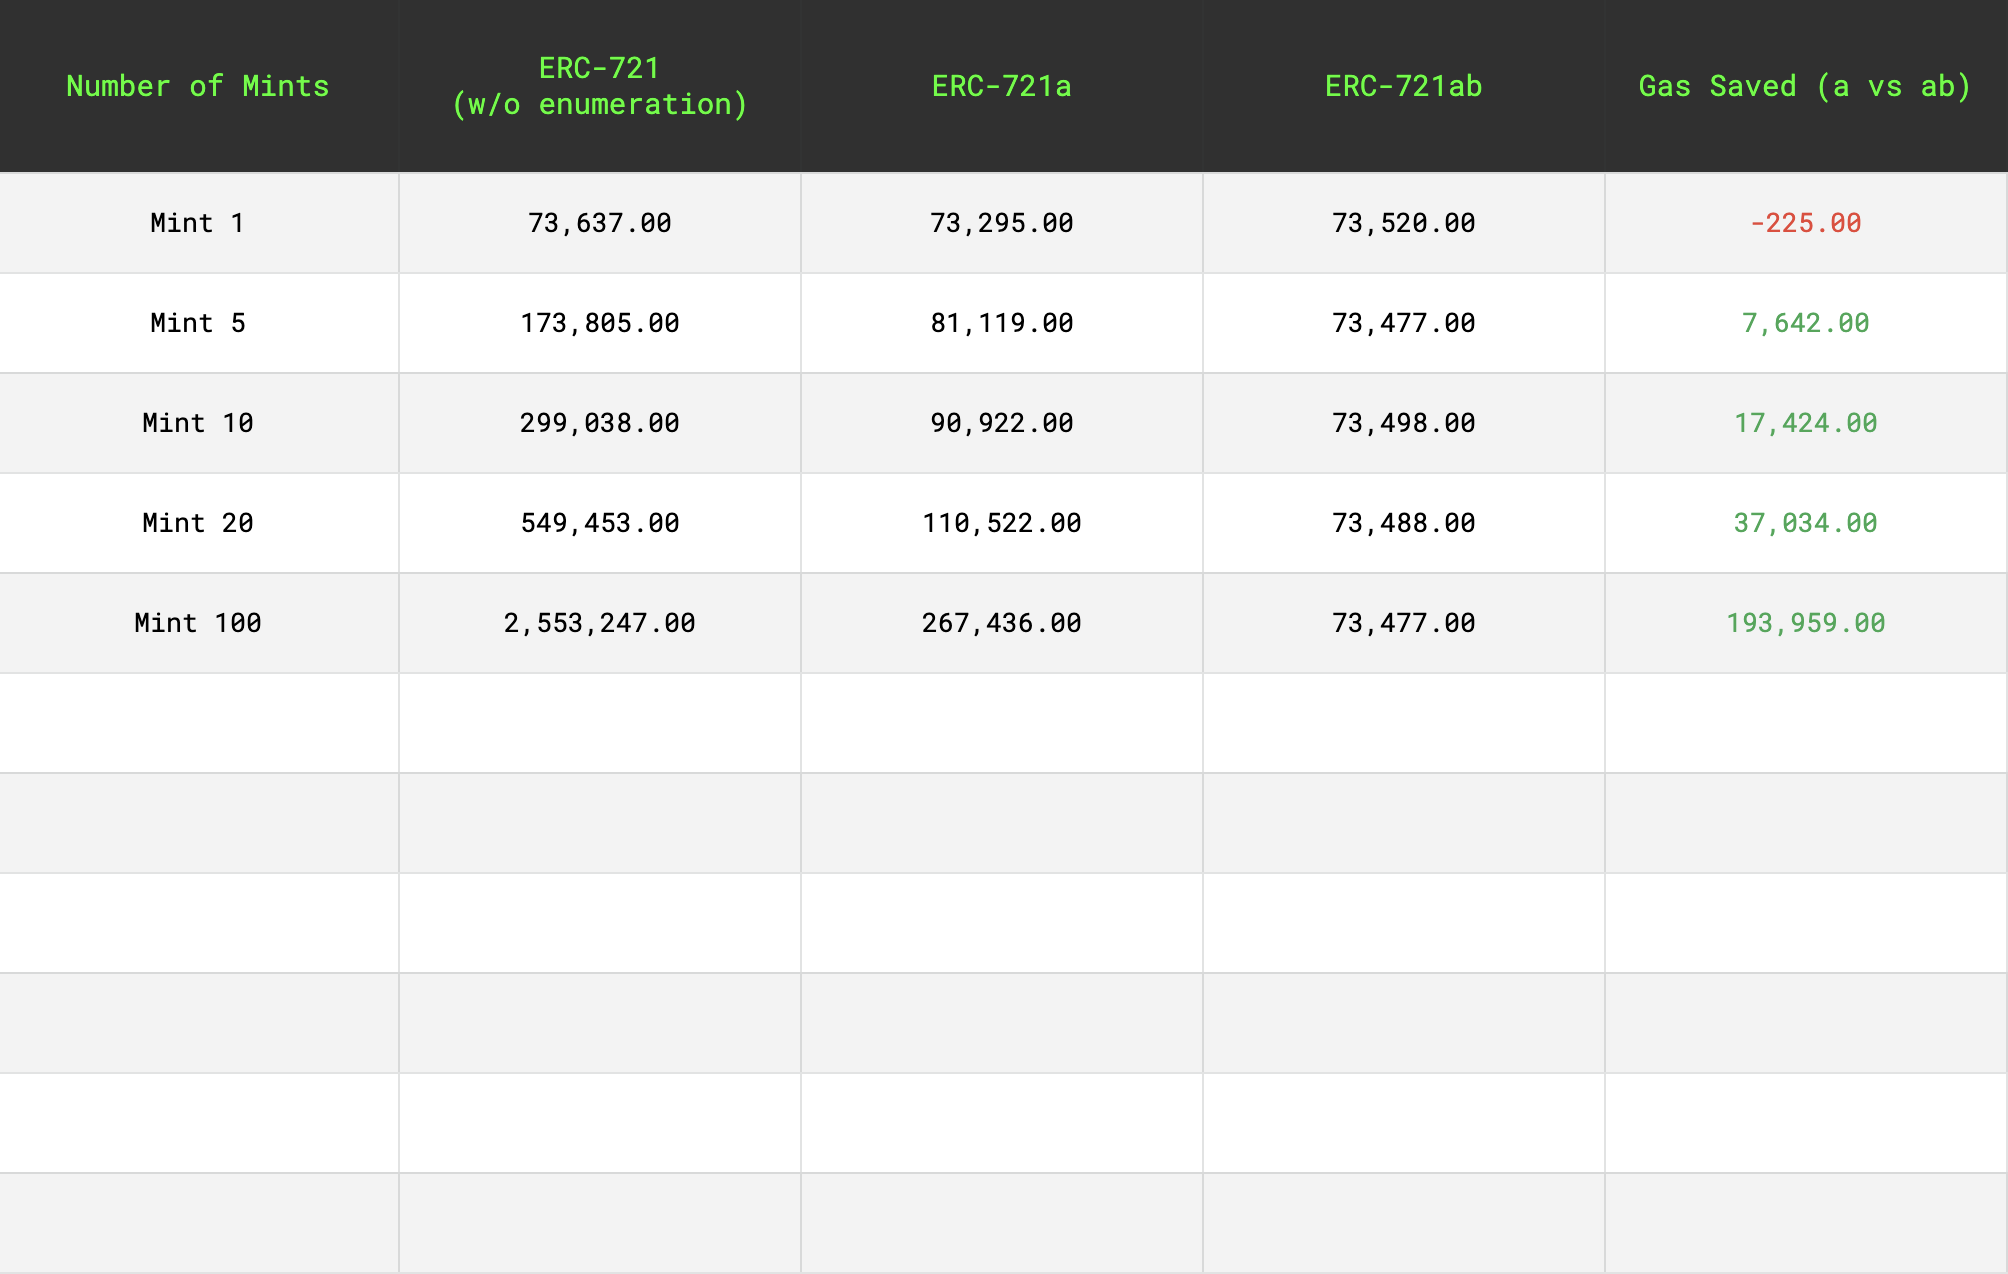 Number of Mints
ERC-721
(w/o enumeration)
ERC-721a
ERC-721ab
Gas Saved (a vs ab)
Mint 1 73,637.00 73,295.00 73,520.00 -225.00
Mint 5 173,805.00 81,119.00 73,477.00 7,642.00
Mint 10 299,038.00 90,922.00 73,498.00 17,424.00
Mint 20 549,453.00 110,522.00 73,488.00 37,034.00
Mint 100 2,553,247.00 267,436.00 73,477.00 193,959.00